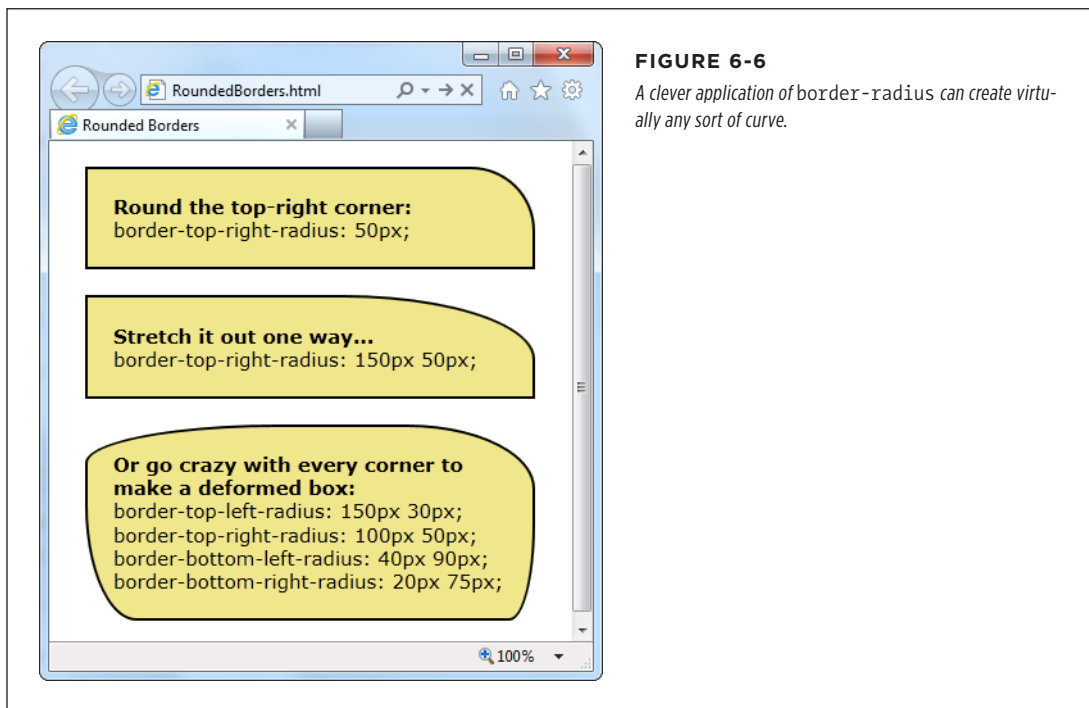 RoundedBorders.html
Rounded Borders
Round the top-right corner:
border-top-right-radius: 50px;
Stretch it out one way...
border-top-right-radius: 150px 50px;
Or go crazy with every corner to
make a deformed box:
border-top-left-radius: 150px 30px;
border-top-right-radius: 100px 50px;
border-bottom-left-radius: 40px 90px;
border-bottom-right-radius: 20px 75px;
100%
FIGURE 6-6
A clever application of border-radius can create virtu-
ally any sort of curve.